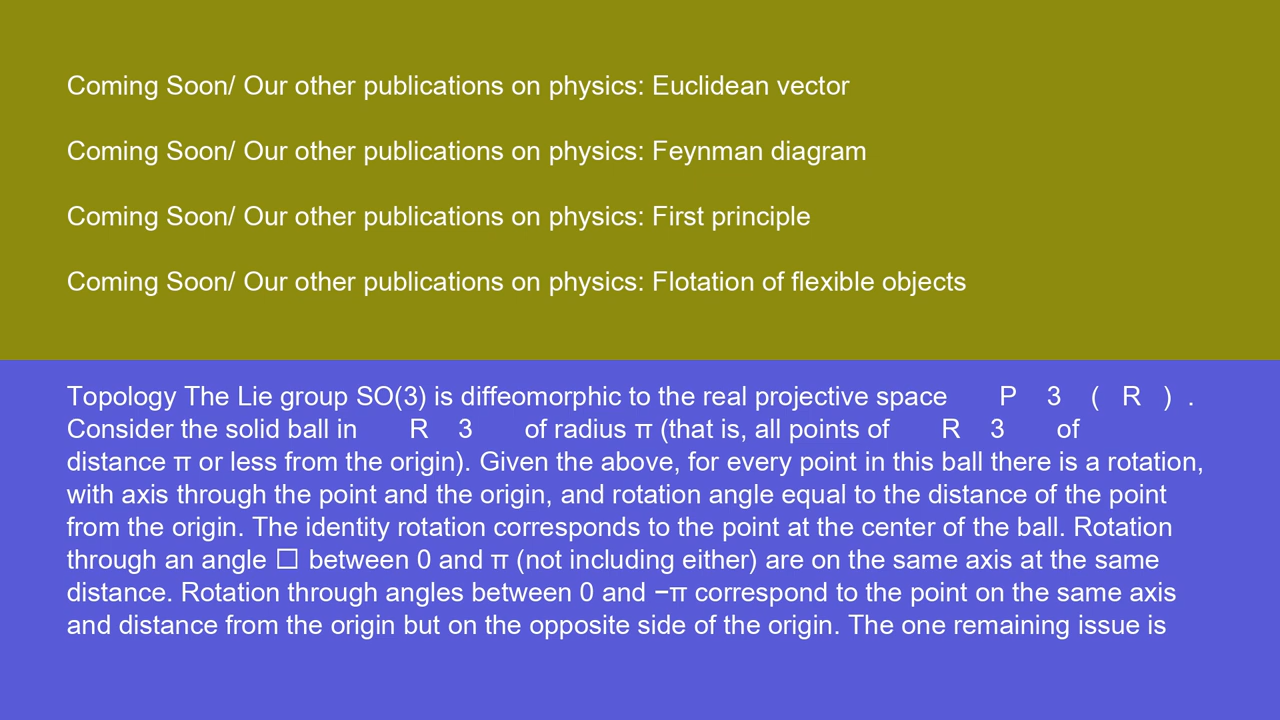 Coming Soon/ Our other publications on physics: Euclidean vector
Coming Soon/ Our other publications on physics: Feynman diagram
Coming Soon/ Our other publications on physics: First principle
Coming Soon/ Our other publications on physics: Flotation of flexible objects
Topology The Lie group SO(3) is diffeomorphic to the real projective space P 3 ( R ) .
Consider the solid ball in R 3 of radius π (that is, all points of R 3 of
distance π or less from the origin). Given the above, for every point in this ball there is a rotation,
with axis through the point and the origin, and rotation angle equal to the distance of the point
from the origin. The identity rotation corresponds to the point at the center of the ball. Rotation
through an angle □ between 0 and π (not including either) are on the same axis at the same
distance. Rotation through angles between 0 and −π correspond to the point on the same axis
and distance from the origin but on the opposite side of the origin. The one remaining issue is